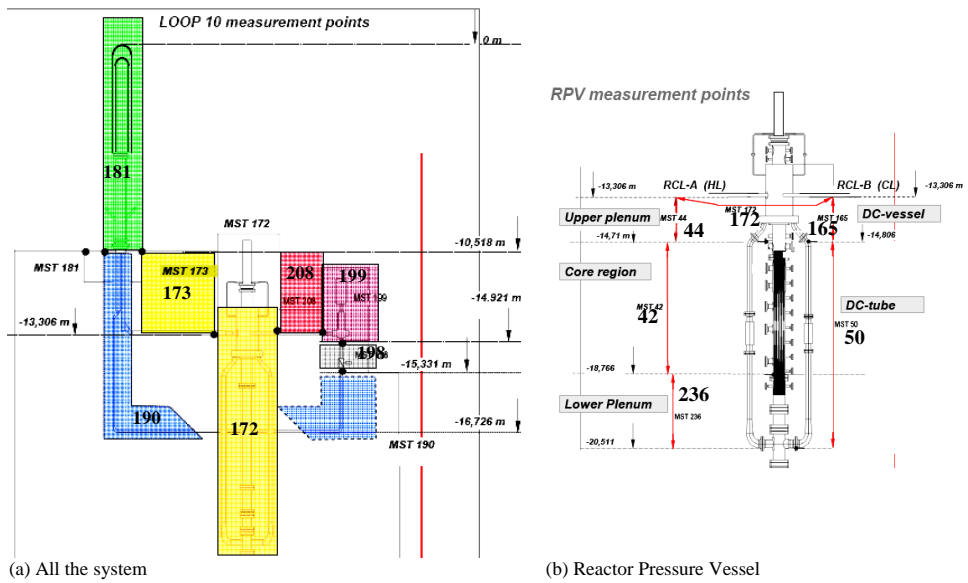 LOOP 10 measurement points
0 m
181
MST 172
-10,518 m
MST 181
MST 173
173
208
MST 208
199
MST 199
-14.921 m
-13,306 m
198
-15,331 m
190
172
-16,726 m
MST 190
(a) All the system
RPV measurement points
-13,306 m
RCL-A (HL)
RCL-B (CL)
-13,306 m
Upper plenum
MST 44
44
MST 172
172
MST 165
165
DC-vessel
-14,71 m
-14,806
Core region
MST 42
42
DC-tube
MST 50
50
-18,766
236
MST 236
Lower Plenum
-20,511
(b) Reactor Pressure Vessel